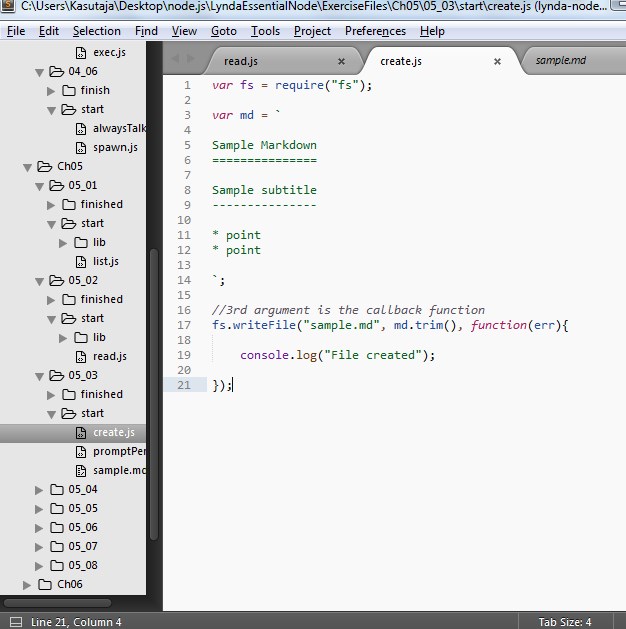 C:\Users\Kasutaja\Desktop\node.js\LyndaEssentialNode\ExerciseFiles\Ch05\05_03\start\create.js (lynda-node...
File Edit Selection Find View Goto Tools Project Preferences Help
exec.js
04_06
finish
start
alwaysTalk
spawn.js
Ch05
05_01
finished
start
lib
list.js
05_02
finished
start
lib
read.js
05_03
finished
start
create.js
promptPer
sample.md
05_04
05_05
05_06
05_07
05_08
Ch06
read.js × create.js × sample.md
1 var fs = require("fs");
2
3 var md = `
4
5 Sample Markdown
6 ===============
7
8 Sample subtitle
9 ---------------
10
11 * point
12 * point
13
14 `;
15
16 //3rd argument is the callback function
17 fs.writeFile("sample.md", md.trim(), function(err){
18
19     console.log("File created");
20
21 });
Line 21, Column 4 Tab Size: 4